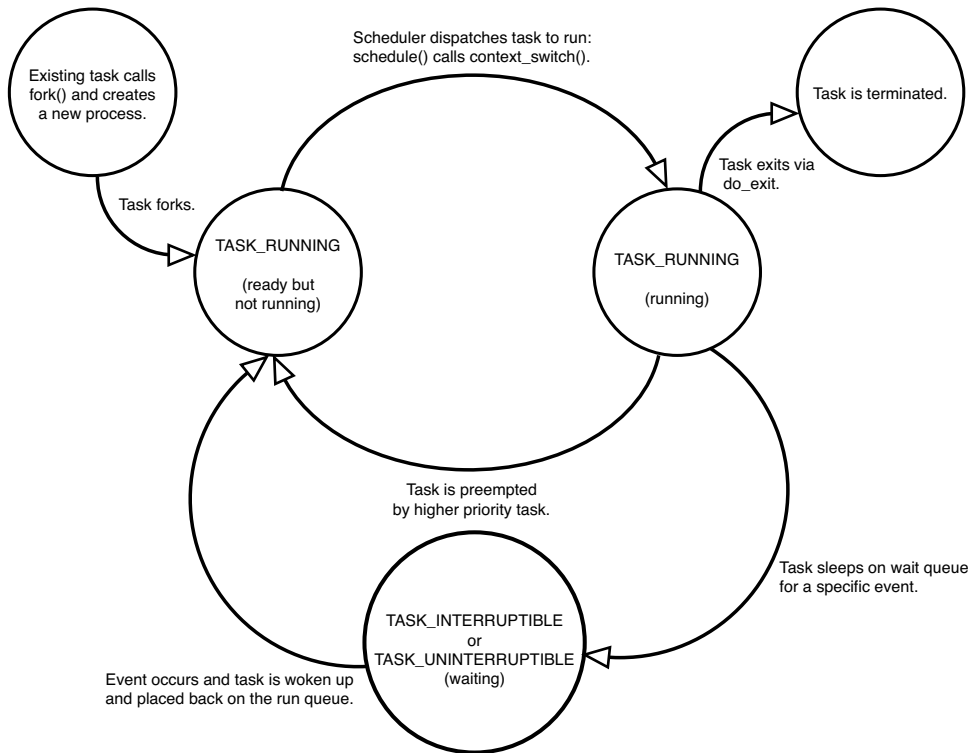 Scheduler dispatches task to run:
schedule() calls context_switch().
Existing task calls
fork() and creates
a new process.
Task is terminated.
Task forks.
Task exits via
do_exit.
TASK_RUNNING
(ready but
not running)
TASK_RUNNING
(running)
Task is preempted
by higher priority task.
Task sleeps on wait queue
for a specific event.
TASK_INTERRUPTIBLE
or
TASK_UNINTERRUPTIBLE
(waiting)
Event occurs and task is woken up
and placed back on the run queue.